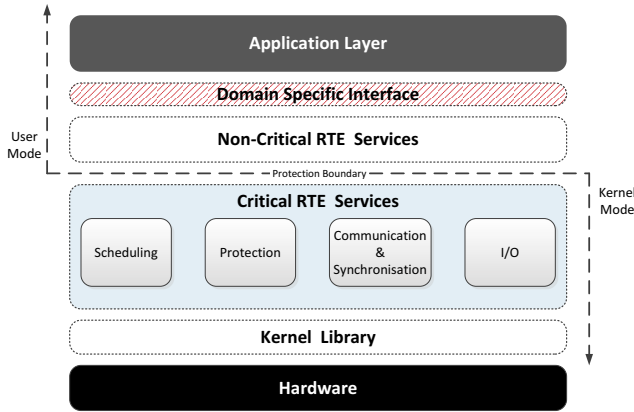 Application Layer
Domain Specific Interface
Non-Critical RTE Services
User
Mode
Protection Boundary
Kernel
Mode
Critical RTE Services
Scheduling
Protection
Communication
&
Synchronisation
I/O
Kernel Library
Hardware